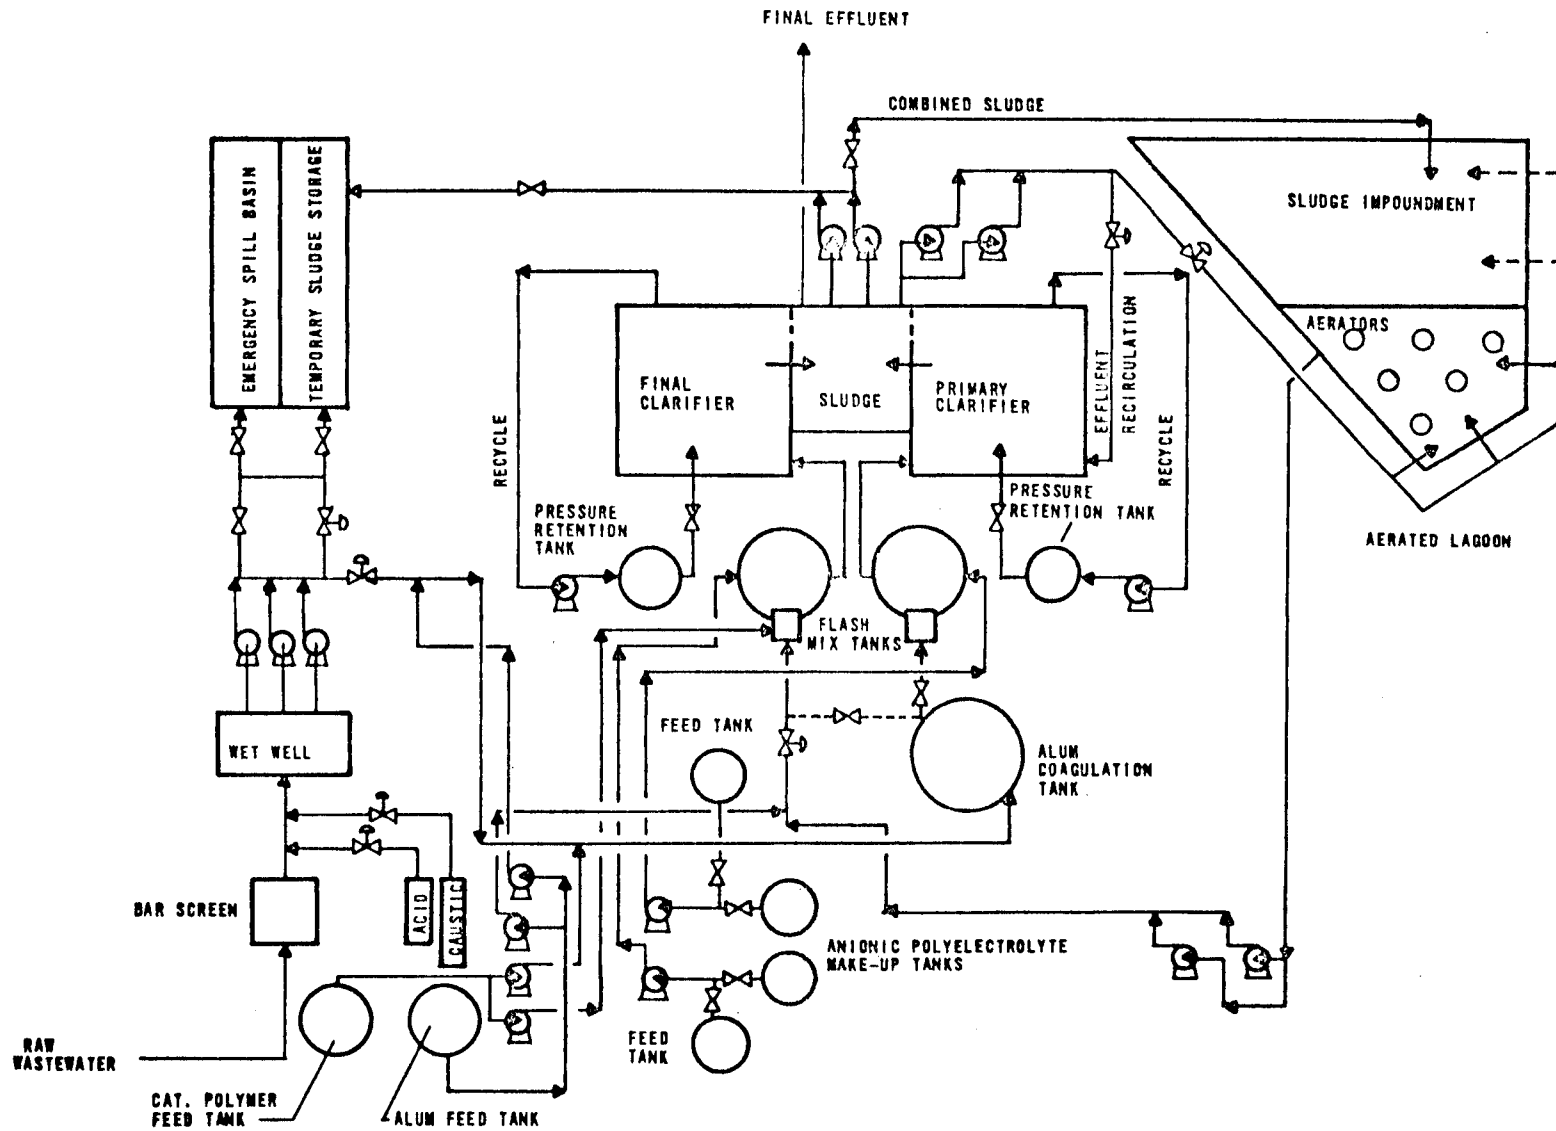 FINAL EFFLUENT
COMBINED SLUDGE
EMERGENCY SPILL BASIN
TEMPORARY SLUDGE STORAGE
SLUDGE IMPOUNDMENT
AERATORS
FINAL
CLARIFIER
SLUDGE
PRIMARY
CLARIFIER
EFFLUENT
RECIRCULATION
RECYCLE
RECYCLE
PRESSURE
RETENTION
TANK
PRESSURE
RETENTION TANK
AERATED LAGOON
FLASH
MIX TANKS
WET WELL
FEED TANK
ALUM
COAGULATION
TANK
BAR SCREEN
ACID
CAUSTIC
ANIONIC POLYELECTROLYTE
MAKE-UP TANKS
FEED
TANK
RAW
WASTEWATER
CAT. POLYMER
FEED TANK
ALUM FEED TANK